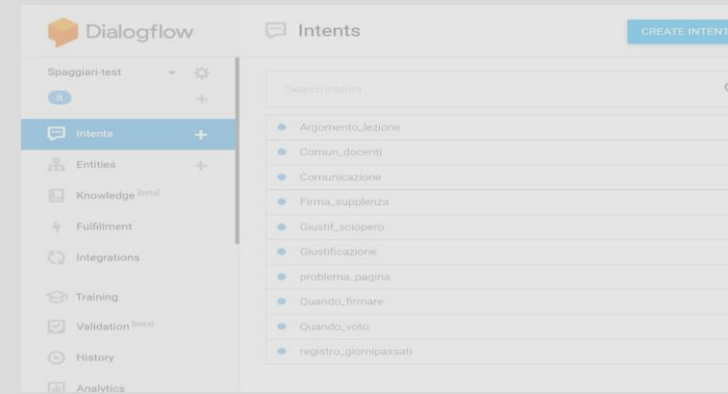 Dialogflow
Spaggiari-test
it
Intents
Entities
Knowledge [beta]
Fulfillment
Integrations
Training
Validation [beta]
History
Analytics
Intents
CREATE INTENT
Search intents
Argomento_lezione
Comun_docenti
Comunicazione
Firma_supplenza
Giustif_sciopero
Giustificazione
problema_pagina
Quando_firmare
Quando_voto
registro_giornipassati